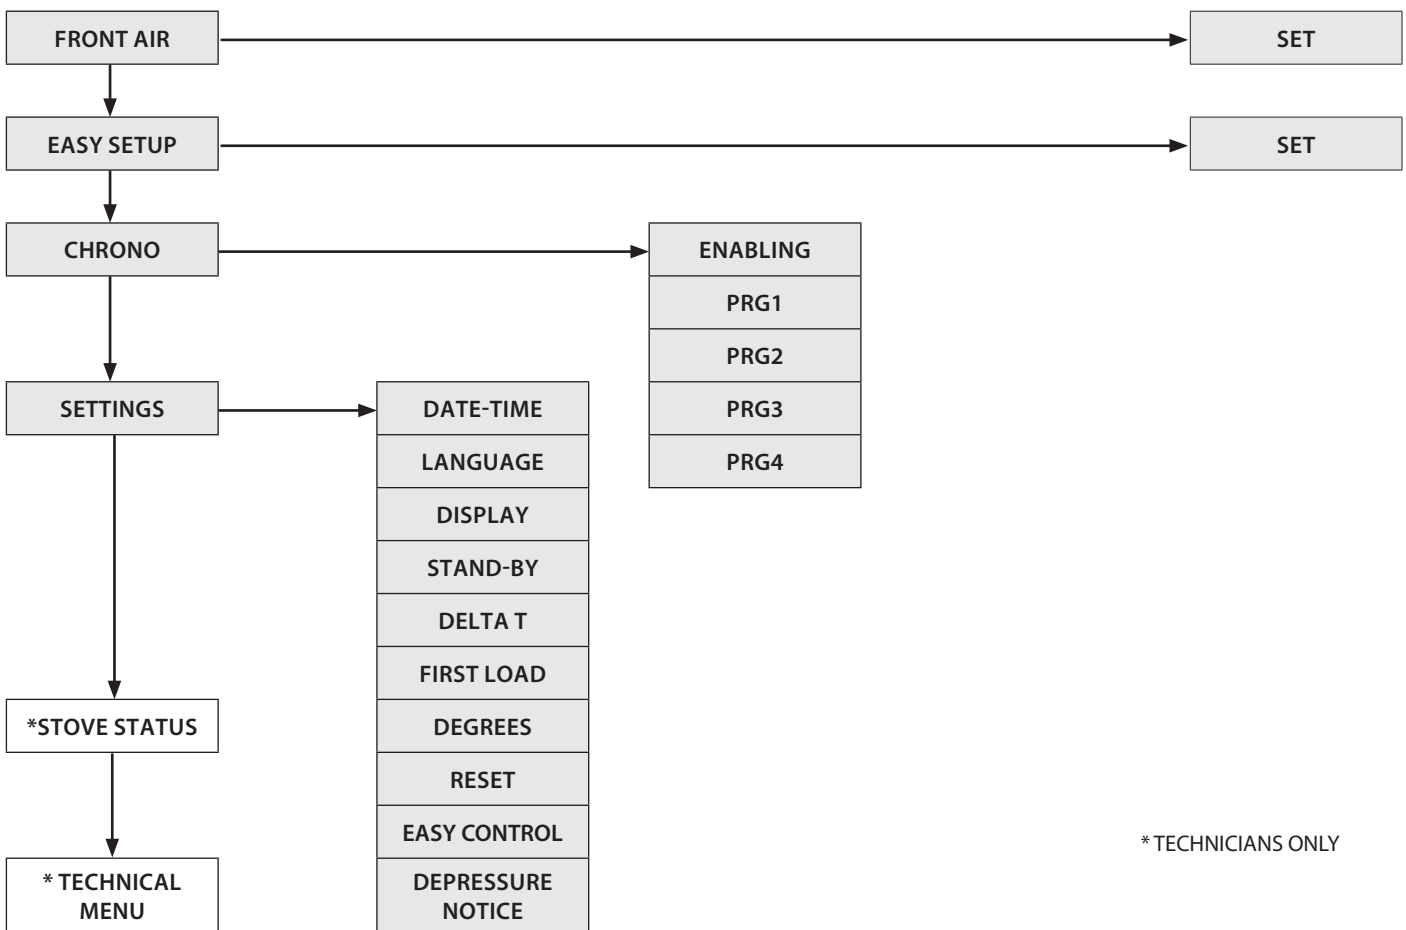 FRONT AIR
SET
EASY SETUP
SET
CHRONO
ENABLING
PRG1
PRG2
PRG3
PRG4
SETTINGS
DATE-TIME
LANGUAGE
DISPLAY
STAND-BY
DELTA T
FIRST LOAD
DEGREES
RESET
EASY CONTROL
DEPRESSURE
NOTICE
*STOVE STATUS
* TECHNICAL
MENU
* TECHNICIANS ONLY